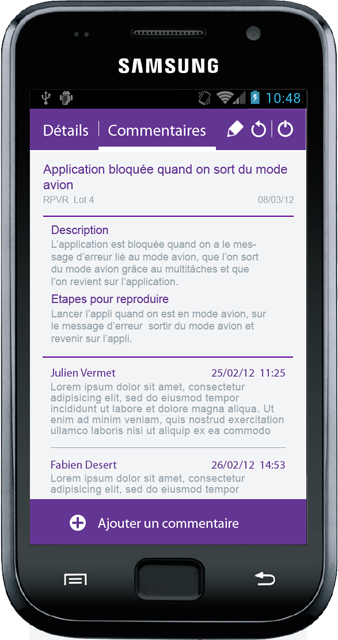 SAMSUNG
10:48
Détails
Commentaires
Application bloquée quand on sort du mode
avion
RPVR Lot 4
08/03/12
Description
L'application est bloquée quand on a le mes-
sage d'erreur lié au mode avion, que l'on sort
du mode avion grâce au multitâches et que
l'on revient sur l'application.
Etapes pour reproduire
Lancer l'appli quand on est en mode avion, sur
le message d'erreur sortir du mode avion et
revenir sur l'appli.
Julien Vermet
25/02/12 11:25
Lorem ipsum dolor sit amet, consectetur
adipisicing elit, sed do eiusmod tempor
incididunt ut labore et dolore magna aliqua. Ut
enim ad minim veniam, quis nostrud exercitation
ullamco laboris nisi ut aliquip ex ea commodo
Fabien Desert
26/02/12 14:53
Lorem ipsum dolor sit amet, consectetur
adipisicing elit, sed do eiusmod tempor
Ajouter un commentaire